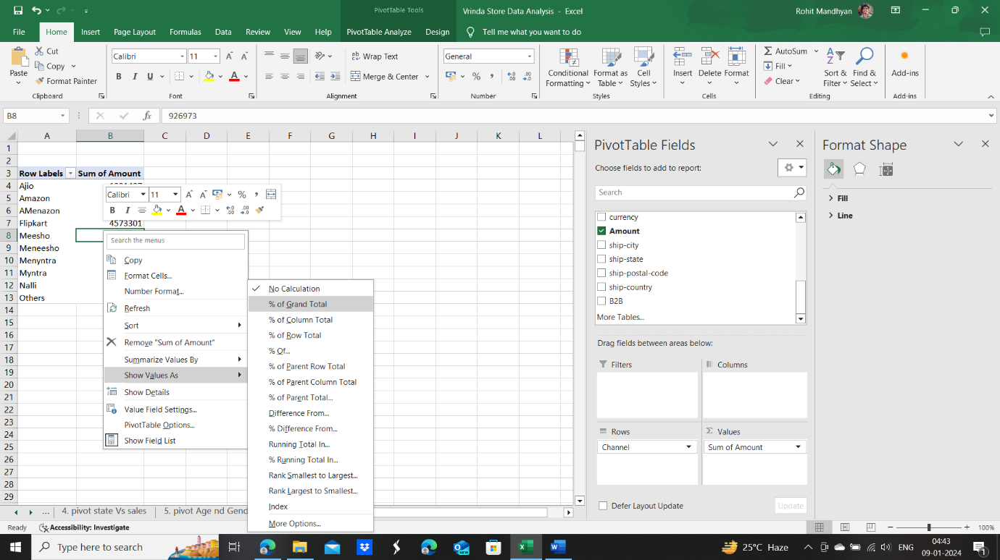 PivotTable Tools
Vrinda Store Data Analysis - Excel
Rohit Mandhyan
File Home Insert Page Layout Formulas Data Review View Help PivotTable Analyze Design Tell me what you want to do
Paste
Cut
Copy
Format Painter
Clipboard
Calibri 11
B I U
Font
Wrap Text
Merge & Center
Alignment
General
%
Number
Conditional Formatting
Format as Table
Cell Styles
Styles
Insert Delete Format
Cells
AutoSum
Fill
Clear
Sort & Filter
Find & Select
Editing
Add-ins
Add-ins
B8 fx 926973
A B C D E F G H I J K L
1
2
3 Row Labels Sum of Amount
4 Ajio
5 Amazon
6 AMenazon
7 Flipkart 4573301
8 Meesho
9 Meneesho
10 Menyntra
11 Myntra
12 Nalli
13 Others
14
15
16
17
18
19
20
21
22
23
24
25
26
27
28
29
Calibri 11 A A % ,
B I A
Search the menus
Copy
Format Cells...
Number Format...
Refresh
Sort
Remove "Sum of Amount"
Summarize Values By
Show Values As
Show Details
Value Field Settings...
PivotTable Options...
Show Field List
No Calculation
% of Grand Total
% of Column Total
% of Row Total
% Of...
% of Parent Row Total
% of Parent Column Total
% of Parent Total...
Difference From...
% Difference From...
Running Total In...
% Running Total In...
Rank Smallest to Largest...
Rank Largest to Smallest...
Index
More Options...
PivotTable Fields
Choose fields to add to report:
Search
currency
Amount
ship-city
ship-state
ship-postal-code
ship-country
B2B
More Tables...
Drag fields between areas below:
Filters Columns
Rows Values
Channel Sum of Amount
Defer Layout Update Update
Format Shape
Fill
Line
... 4. pivot state Vs sales 5. pivot Age nd Gend
Ready Accessibility: Investigate 100%
Type here to search
25°C Haze ENG 04:43
09-01-2024 1